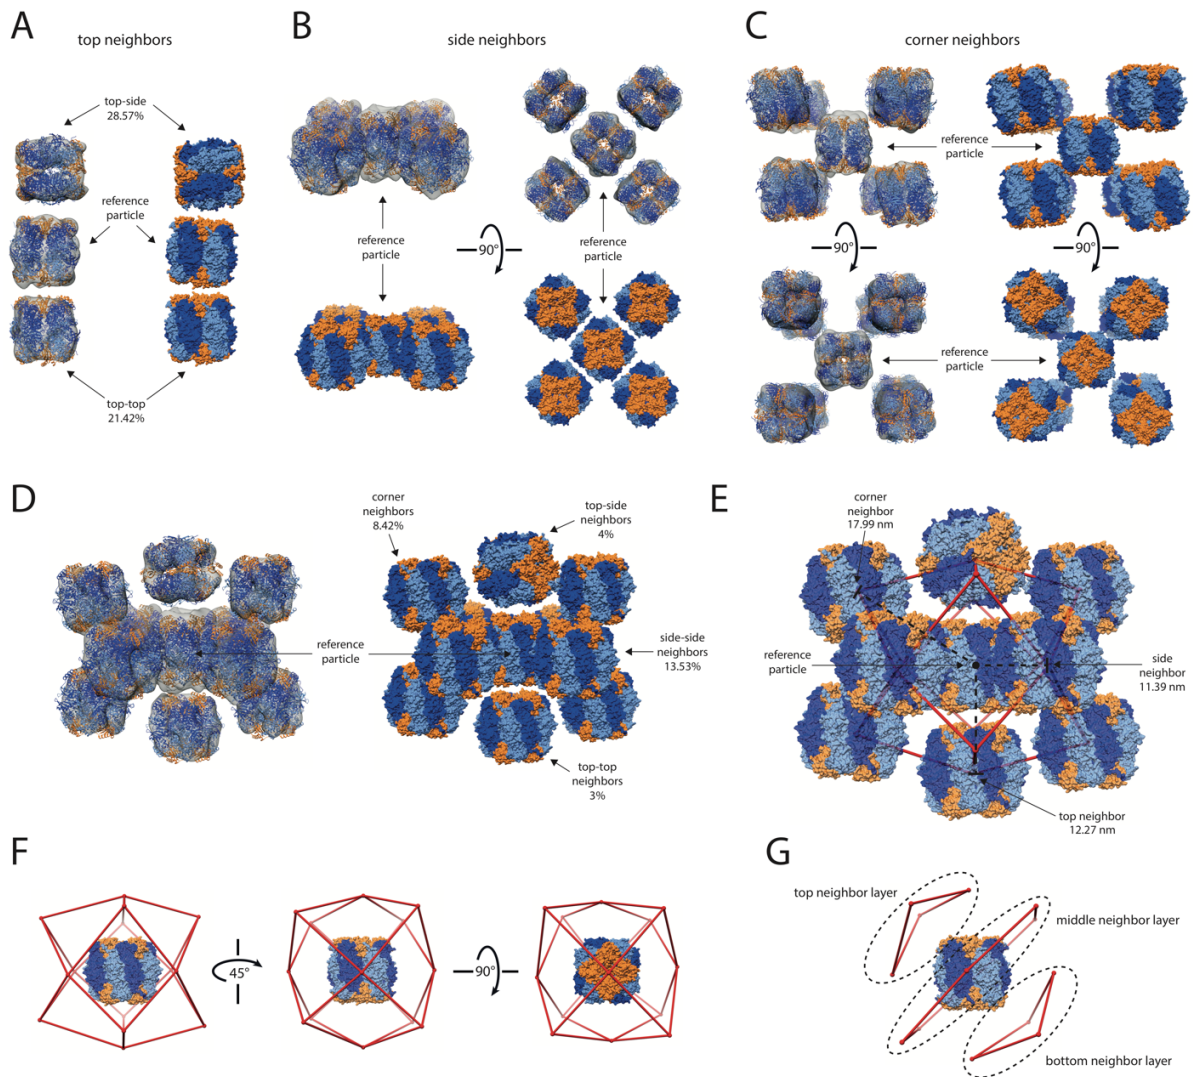 A
top neighbors
top-side
28.57%
reference
particle
top-top
21.42%
B
side neighbors
reference
particle
90°
reference
particle
C
corner neighbors
reference
particle
90°
90°
reference
particle
D
corner
neighbors
8.42%
top-side
neighbors
4%
reference
particle
side-side
neighbors
13.53%
top-top
neighbors
3%
E
corner
neighbor
17.99 nm
reference
particle
side
neighbor
11.39 nm
top neighbor
12.27 nm
F
45°
90°
G
top neighbor layer
middle neighbor layer
bottom neighbor layer